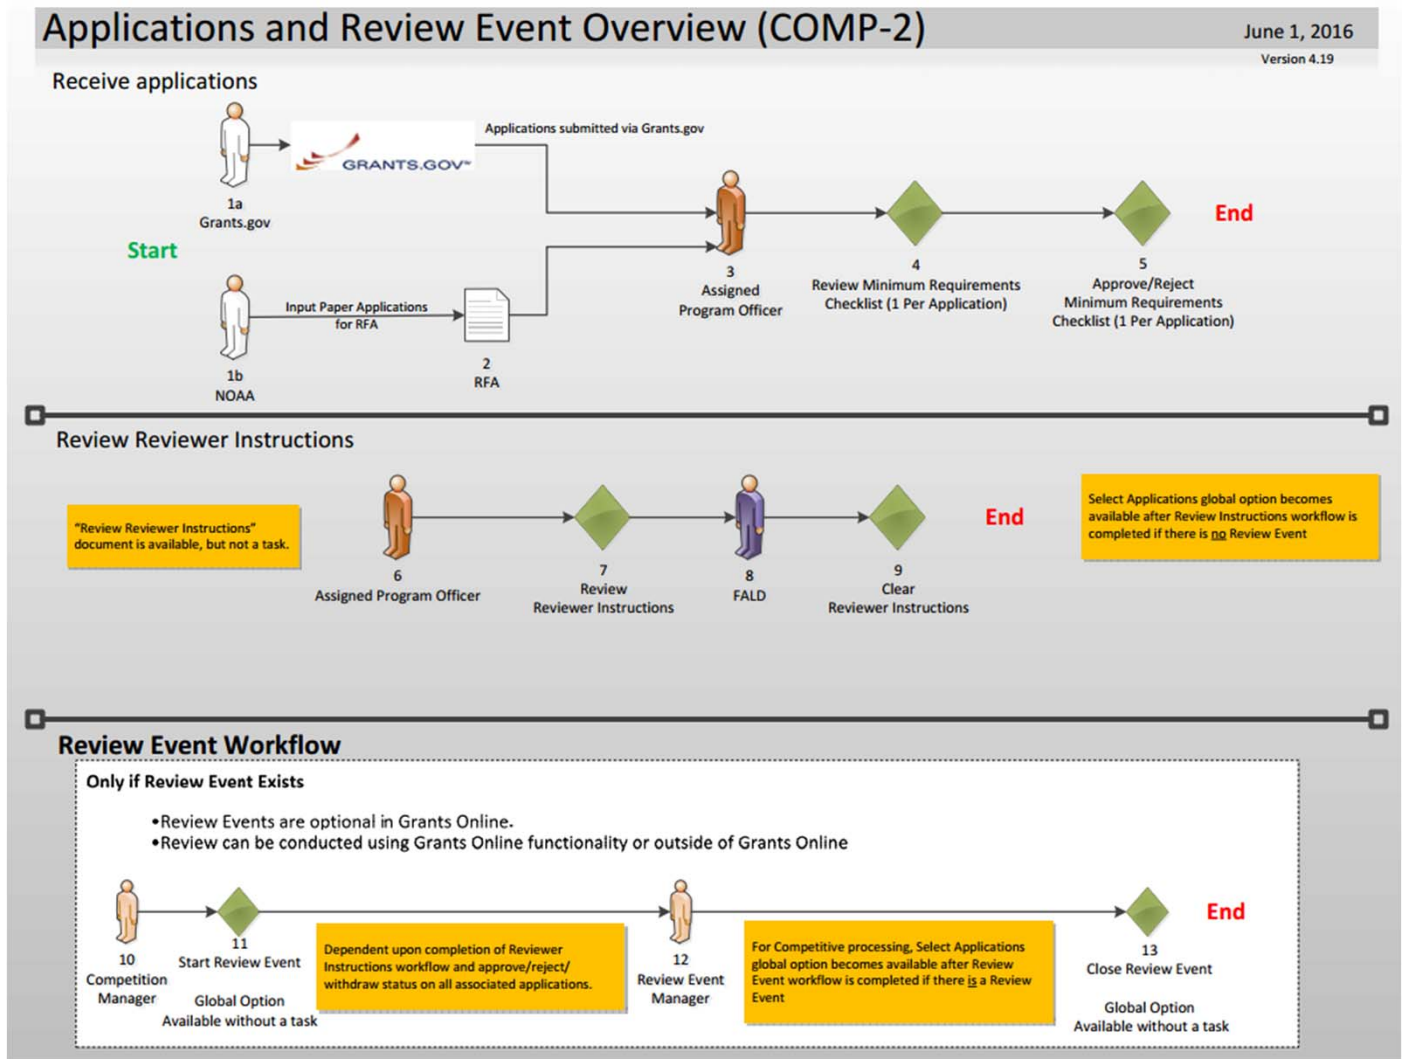 Applications and Review Event Overview (COMP-2)
June 1, 2016
Version 4.19
Receive applications
Applications submitted via Grants.gov
GRANTS.GOV℠
1a
Grants.gov
Start
Input Paper Applications
for RFA
1b
NOAA
2
RFA
3
Assigned
Program Officer
4
Review Minimum Requirements
Checklist (1 Per Application)
5
Approve/Reject
Minimum Requirements
Checklist (1 Per Application)
End
Review Reviewer Instructions
"Review Reviewer Instructions"
document is available, but not a task.
6
Assigned Program Officer
7
Review
Reviewer Instructions
8
FALD
9
Clear
Reviewer Instructions
End
Select Applications global option becomes
available after Review Instructions workflow is
completed if there is no Review Event
Review Event Workflow
Only if Review Event Exists
•Review Events are optional in Grants Online.
•Review can be conducted using Grants Online functionality or outside of Grants Online
10
Competition
Manager
11
Start Review Event
Global Option
Available without a task
Dependent upon completion of Reviewer
Instructions workflow and approve/reject/
withdraw status on all associated applications.
12
Review Event
Manager
For Competitive processing, Select Applications
global option becomes available after Review
Event workflow is completed if there is a Review
Event
13
Close Review Event
Global Option
Available without a task
End